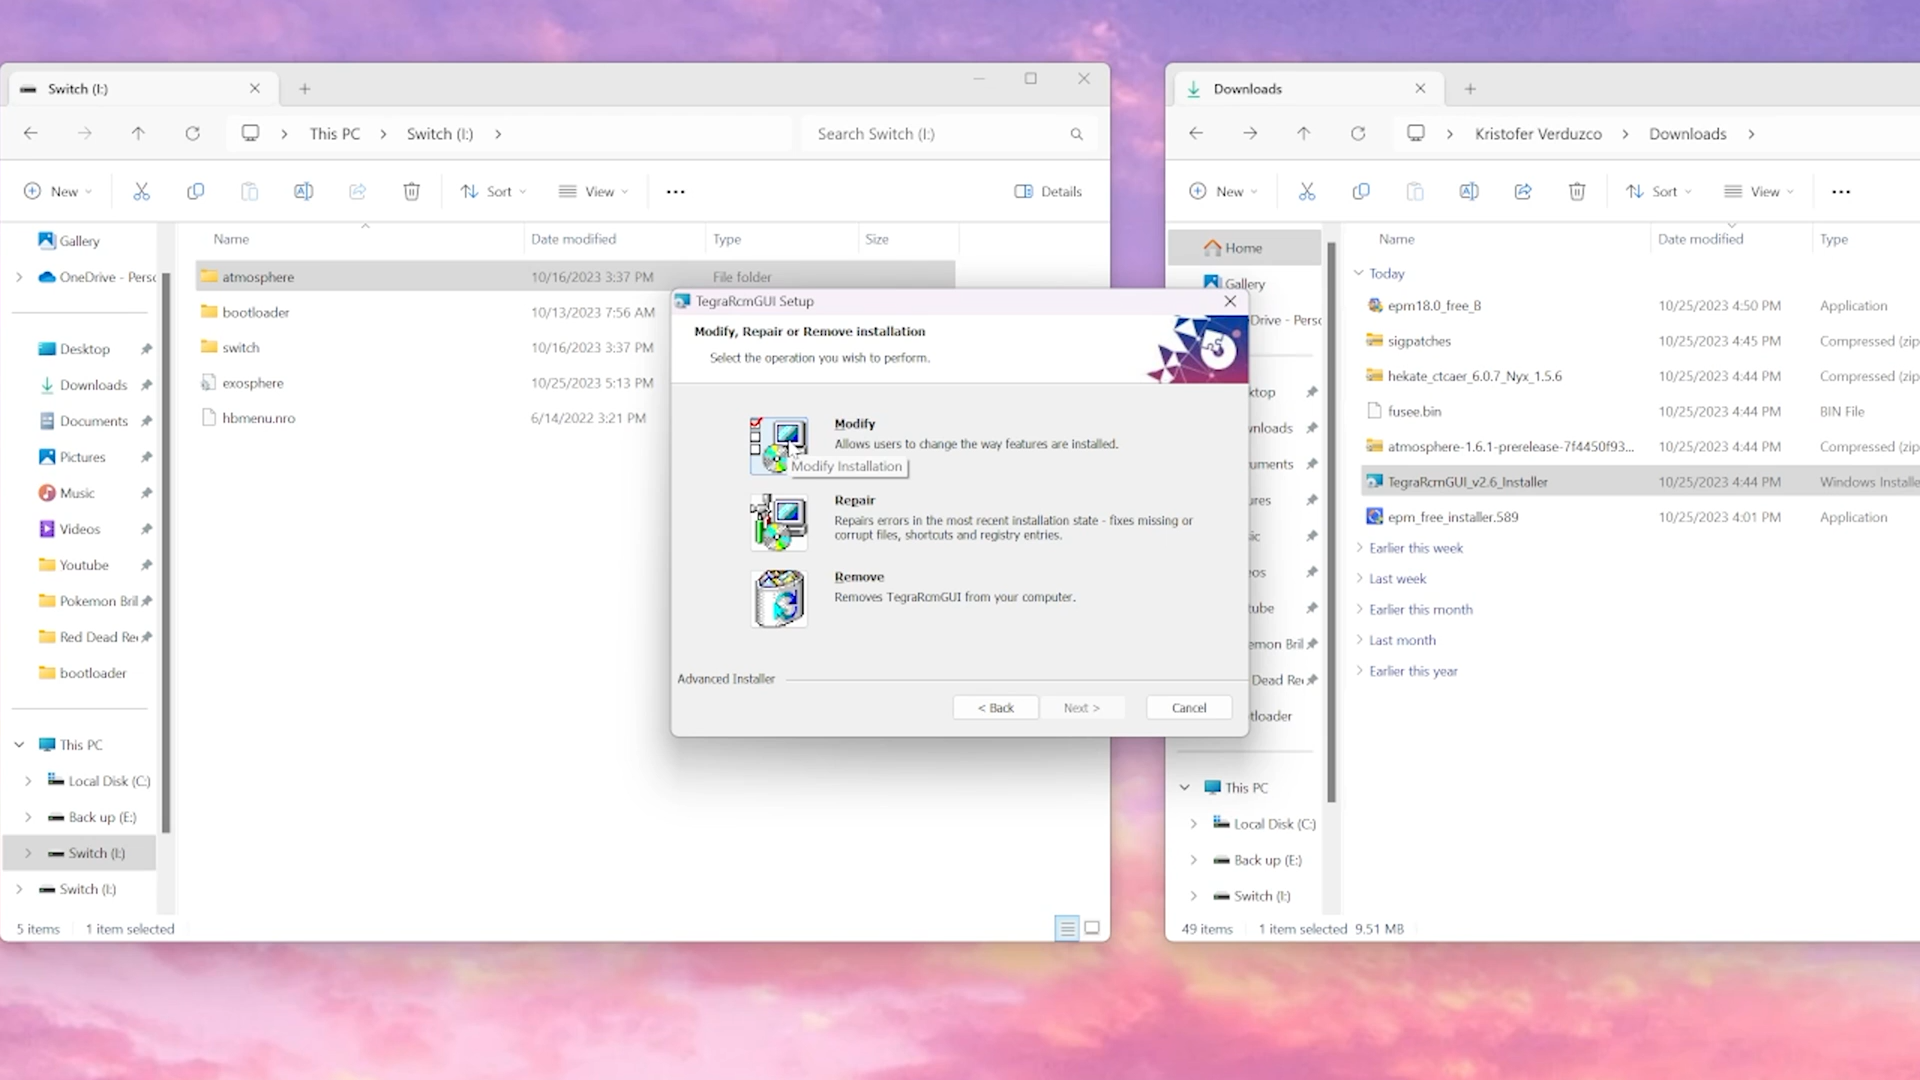 Switch (I:)
This PC
Switch (I:)
Search Switch (I:)
New
Sort
View
Details
Gallery
OneDrive - Perso
Desktop
Downloads
Documents
Pictures
Music
Videos
Youtube
Pokemon Bril
Red Dead Re
bootloader
This PC
Local Disk (C:)
Back up (E:)
Switch (I:)
Switch (I:)
Name
Date modified
Type
Size
atmosphere 10/16/2023 3:37 PM File folder
bootloader 10/13/2023 7:56 AM
switch 10/16/2023 3:37 PM
exosphere 10/25/2023 5:13 PM
hbmenu.nro 6/14/2022 3:21 PM
5 items
1 item selected
TegraRcmGUI Setup
Modify, Repair or Remove installation
Select the operation you wish to perform.
Modify
Allows users to change the way features are installed.
Modify Installation
Repair
Repairs errors in the most recent installation state - fixes missing or
corrupt files, shortcuts and registry entries.
Remove
Removes TegraRcmGUI from your computer.
Advanced Installer
< Back
Next >
Cancel
Downloads
Kristofer Verduzco
Downloads
New
Sort
View
Home
Gallery
Drive - Perso
ktop
wnloads
uments
ures
ic
eos
tube
emon Bril
Dead Re
tloader
This PC
Local Disk (C:)
Back up (E:)
Switch (I:)
Name
Date modified
Type
Today
epm18.0_free_B 10/25/2023 4:50 PM Application
sigpatches 10/25/2023 4:45 PM Compressed (zip
hekate_ctcaer_6.0.7_Nyx_1.5.6 10/25/2023 4:44 PM Compressed (zip
fusee.bin 10/25/2023 4:44 PM BIN File
atmosphere-1.6.1-prerelease-7f4450f93... 10/25/2023 4:44 PM Compressed (zip
TegraRcmGUI_v2.6_Installer 10/25/2023 4:44 PM Windows Installe
epm_free_installer.589 10/25/2023 4:01 PM Application
Earlier this week
Last week
Earlier this month
Last month
Earlier this year
49 items
1 item selected 9.51 MB